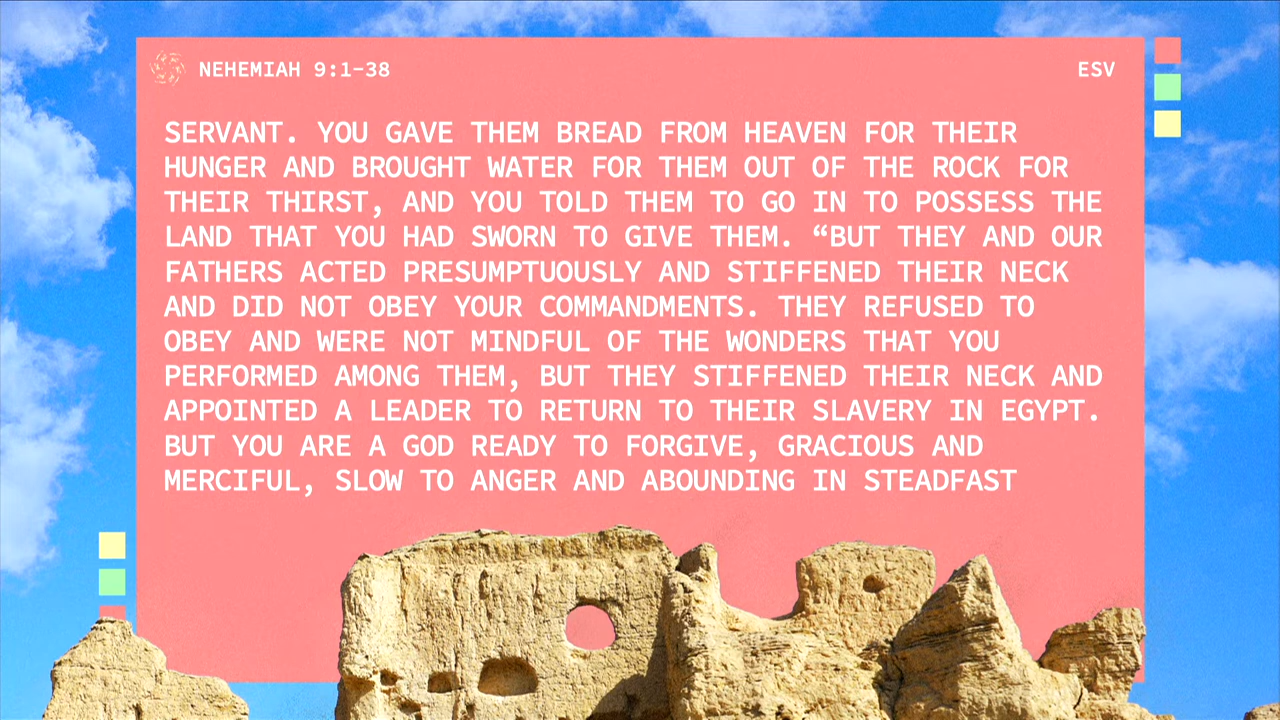 NEHEMIAH 9:1-38
ESV
SERVANT. YOU GAVE THEM BREAD FROM HEAVEN FOR THEIR
HUNGER AND BROUGHT WATER FOR THEM OUT OF THE ROCK FOR
THEIR THIRST, AND YOU TOLD THEM TO GO IN TO POSSESS THE
LAND THAT YOU HAD SWORN TO GIVE THEM. “BUT THEY AND OUR
FATHERS ACTED PRESUMPTUOUSLY AND STIFFENED THEIR NECK
AND DID NOT OBEY YOUR COMMANDMENTS. THEY REFUSED TO
OBEY AND WERE NOT MINDFUL OF THE WONDERS THAT YOU
PERFORMED AMONG THEM, BUT THEY STIFFENED THEIR NECK AND
APPOINTED A LEADER TO RETURN TO THEIR SLAVERY IN EGYPT.
BUT YOU ARE A GOD READY TO FORGIVE, GRACIOUS AND
MERCIFUL, SLOW TO ANGER AND ABOUNDING IN STEADFAST